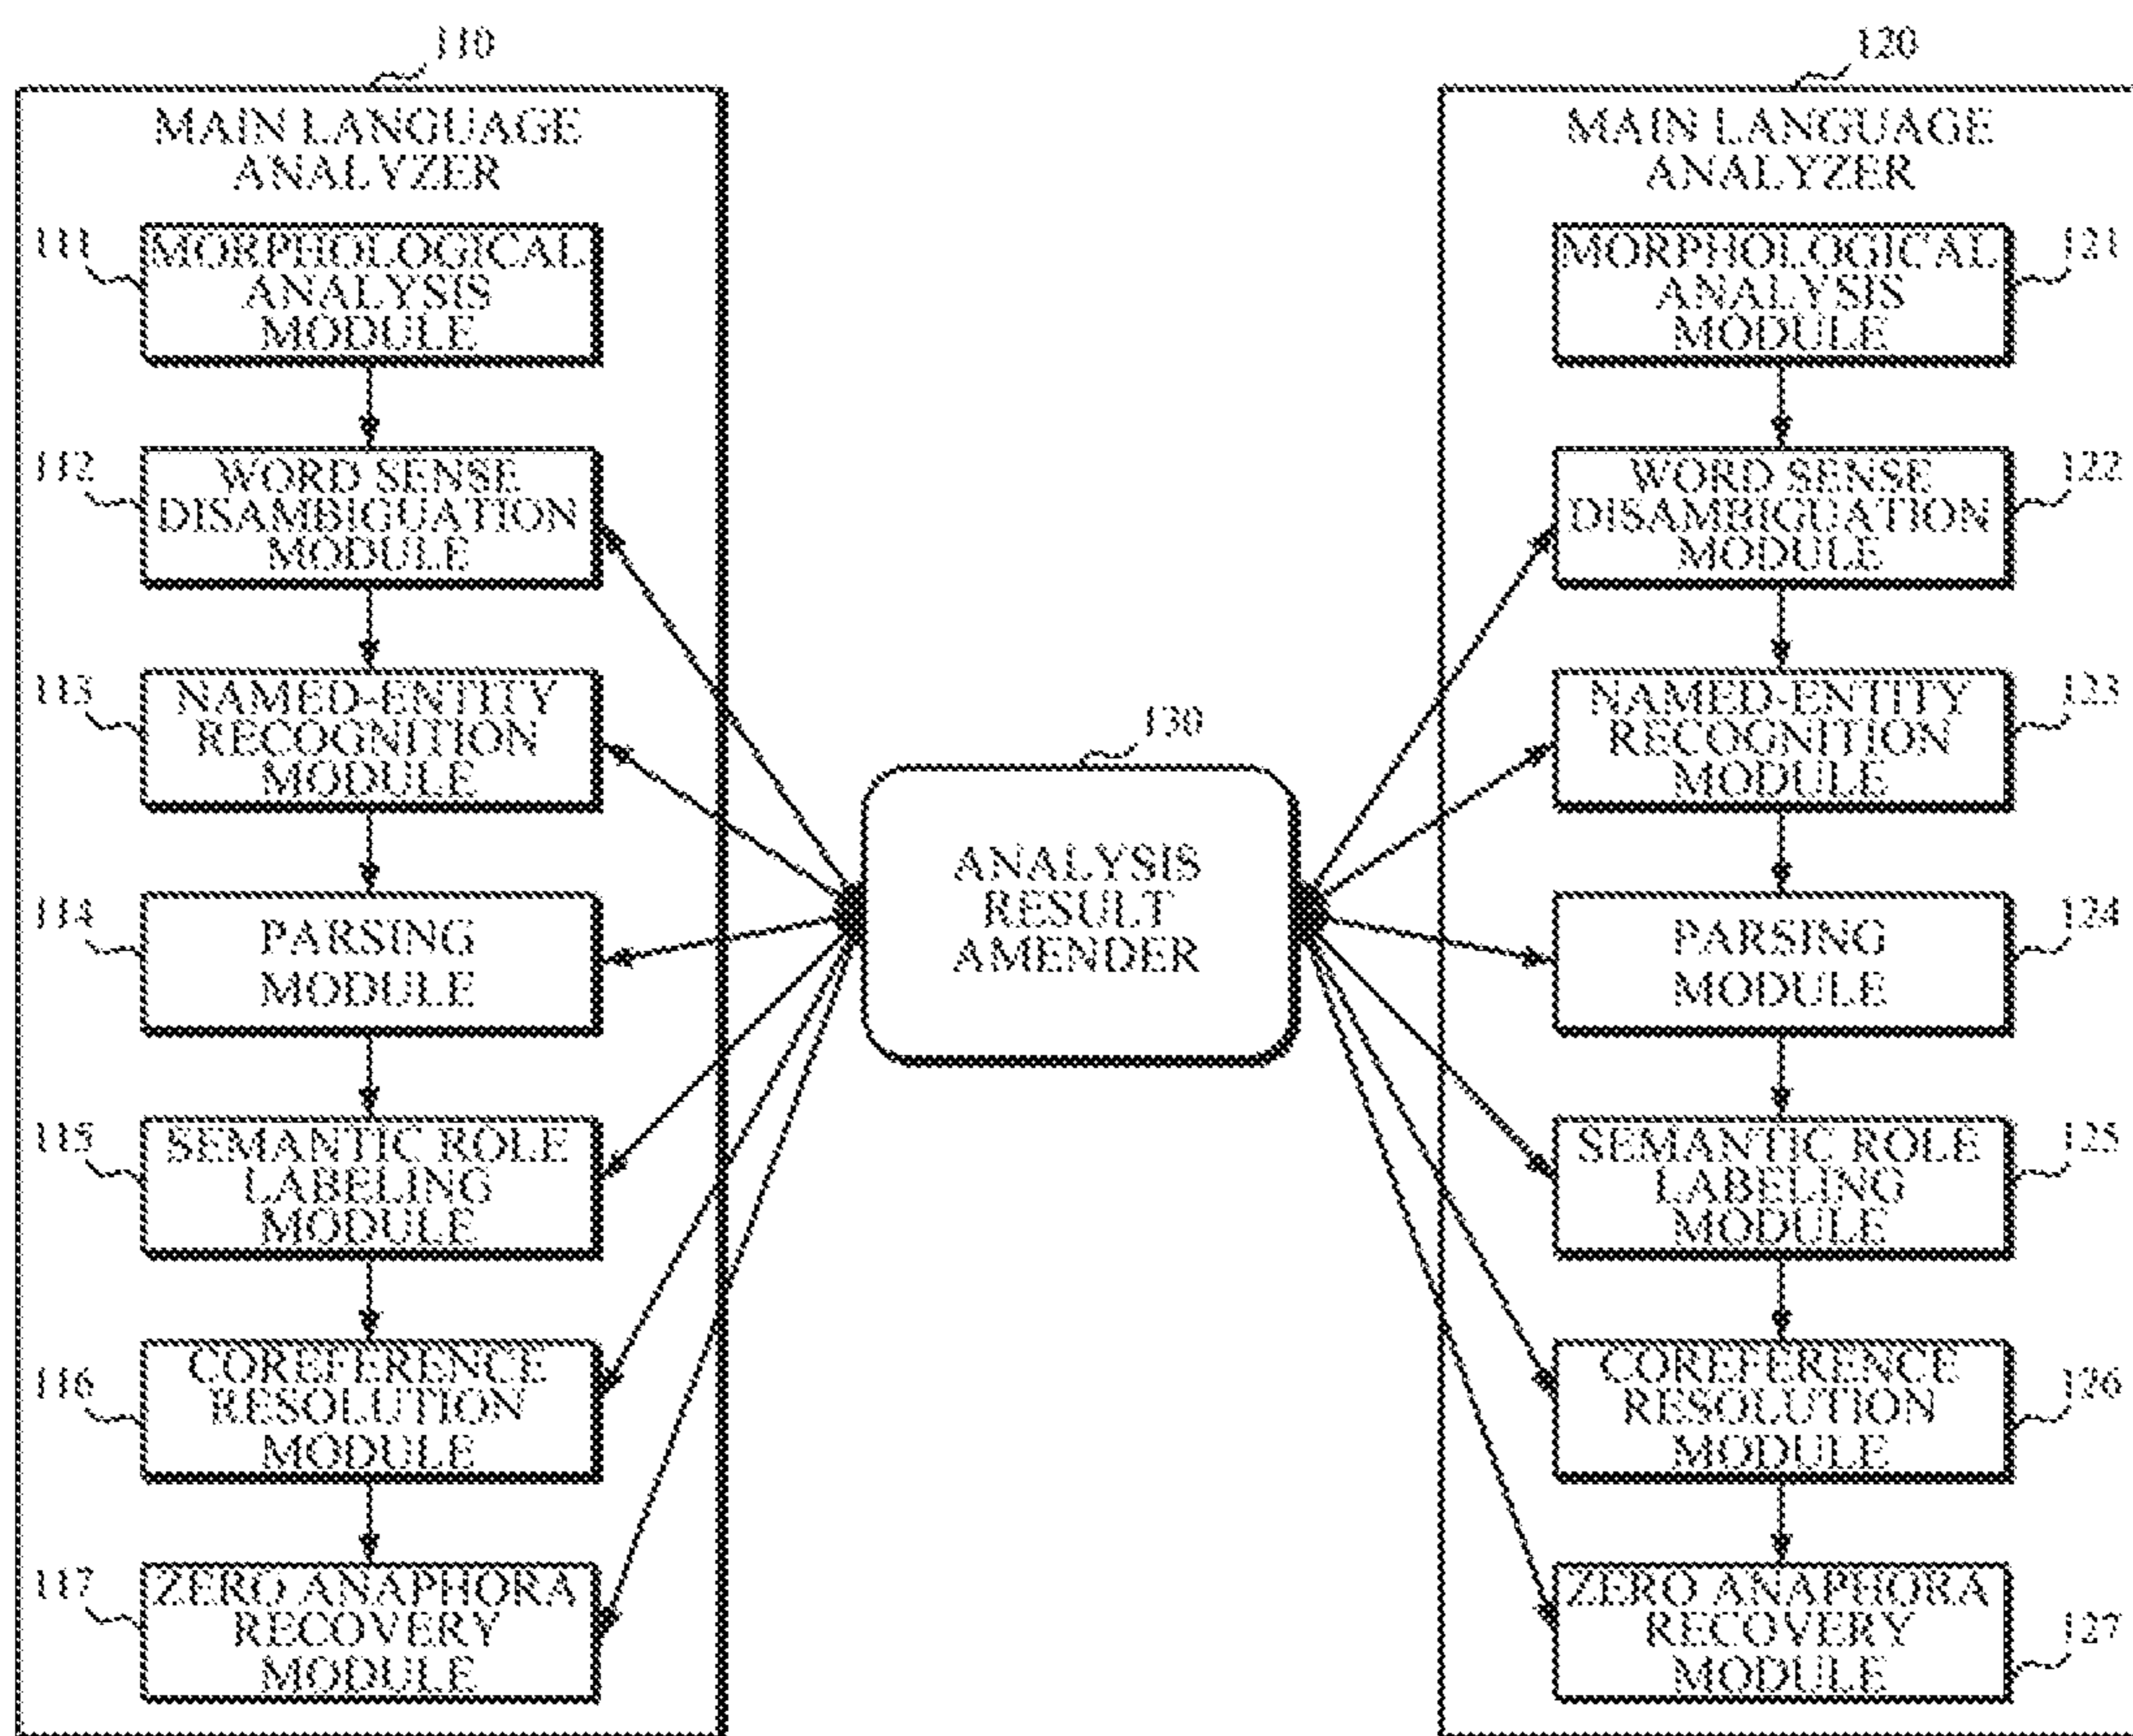 110
MAIN LANGUAGE
ANALYZER
111
MORPHOLOGICAL
ANALYSIS
MODULE
112
WORD SENSE
DISAMBIGUATION
MODULE
113
NAMED-ENTITY
RECOGNITION
MODULE
114
PARSING
MODULE
115
SEMANTIC ROLE
LABELING
MODULE
116
COREFERENCE
RESOLUTION
MODULE
117
ZERO ANAPHORA
RECOVERY
MODULE
130
ANALYSIS
RESULT
AMENDER
120
MAIN LANGUAGE
ANALYZER
MORPHOLOGICAL
ANALYSIS
MODULE
121
WORD SENSE
DISAMBIGUATION
MODULE
122
NAMED-ENTITY
RECOGNITION
MODULE
123
PARSING
MODULE
124
SEMANTIC ROLE
LABELING
MODULE
125
COREFERENCE
RESOLUTION
MODULE
126
ZERO ANAPHORA
RECOVERY
MODULE
127